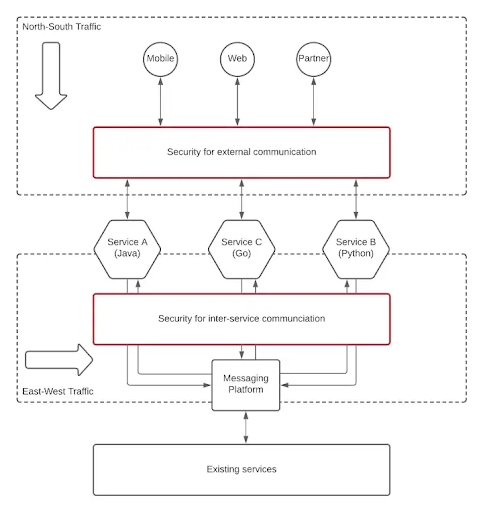 North-South Traffic
Mobile
Web
Partner
Security for external communication
Service A
(Java)
Service C
(Go)
Service B
(Python)
Security for inter-service communciation
East-West Traffic
Messaging
Platform
Existing services